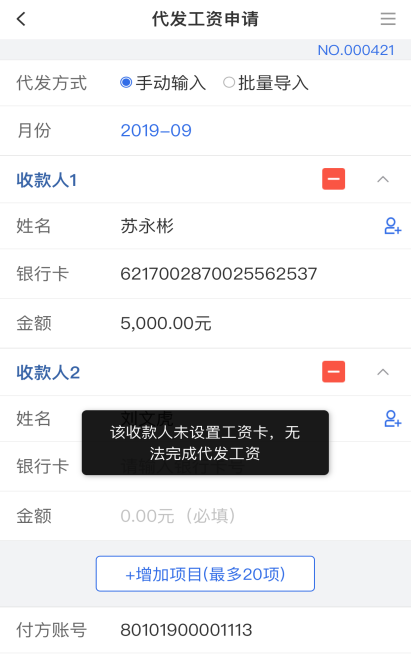 代发工资申请
NO.000421
代发方式 手动输入 批量导入
月份 2019-09
收款人1
姓名 苏永彬
银行卡 6217002870025562537
金额 5,000.00元
收款人2
姓名
该收款人未设置工资卡，无
法完成代发工资
银行卡
金额 0.00元（必填）
+增加项目(最多20项)
付方账号 80101900001113